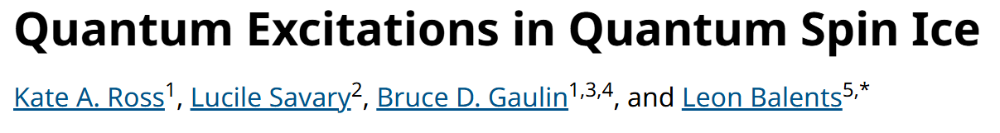 Quantum Excitations in Quantum Spin Ice
Kate A. Ross1, Lucile Savary2, Bruce D. Gaulin1,3,4, and Leon Balents5,*